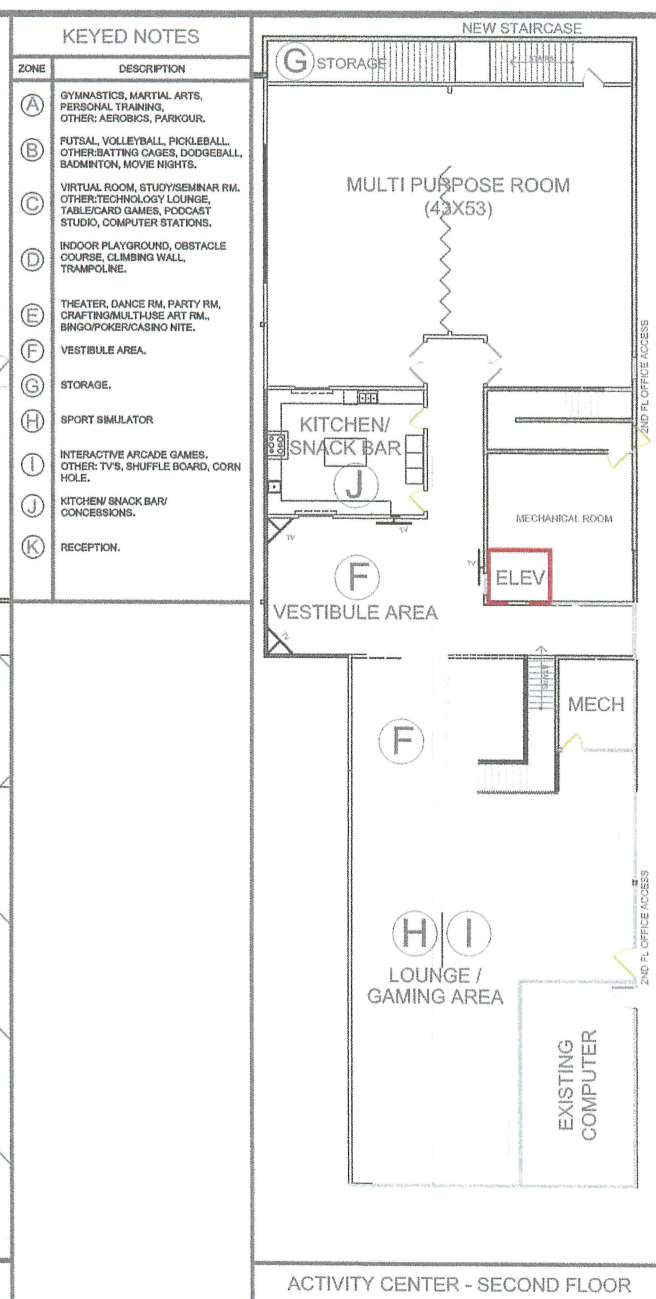 KEYED NOTES
ZONE DESCRIPTION
A GYMNASTICS, MARTIAL ARTS,
PERSONAL TRAINING,
OTHER: AEROBICS, PARKOUR.
B FUTSAL, VOLLEYBALL, PICKLEBALL.
OTHER:BATTING CAGES, DODGEBALL,
BADMINTON, MOVIE NIGHTS.
C VIRTUAL ROOM, STUDY/SEMINAR RM.
OTHER:TECHNOLOGY LOUNGE,
TABLE/CARD GAMES, PODCAST
STUDIO, COMPUTER STATIONS.
D INDOOR PLAYGROUND, OBSTACLE
COURSE, CLIMBING WALL,
TRAMPOLINE.
E THEATER, DANCE RM, PARTY RM,
CRAFTING/MULTI-USE ART RM.,
BINGO/POKER/CASINO NITE.
F VESTIBULE AREA.
G STORAGE.
H SPORT SIMULATOR
I INTERACTIVE ARCADE GAMES.
OTHER: TV'S, SHUFFLE BOARD, CORN
HOLE.
J KITCHEN/ SNACK BAR/
CONCESSIONS.
K RECEPTION.
NEW STAIRCASE
G STORAGE
MULTI PURPOSE ROOM
(43X53)
2ND FL OFFICE ACCESS
KITCHEN/
SNACK BAR
J
MECHANICAL ROOM
TV
TV
TV
ELEV
F
VESTIBULE AREA
MECH
F
2ND FL OFFICE ACCESS
H I
LOUNGE /
GAMING AREA
EXISTING
COMPUTER
ACTIVITY CENTER - SECOND FLOOR